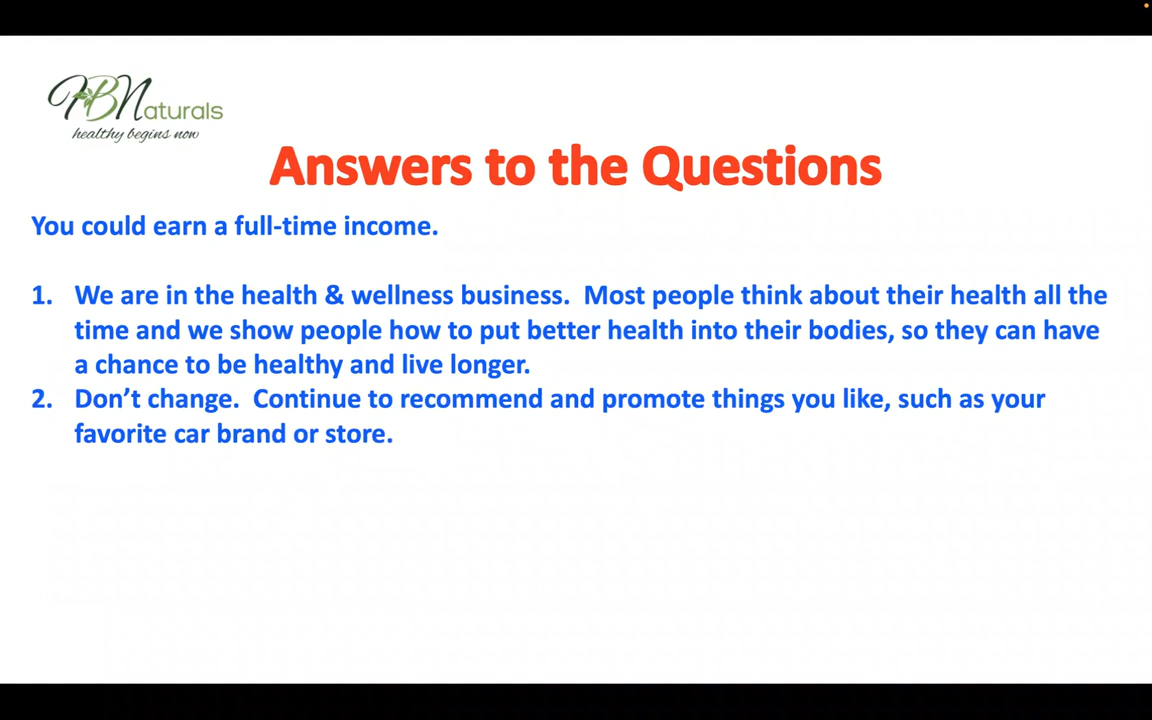 HBNaturals
healthy begins now
Answers to the Questions
You could earn a full-time income.
1. We are in the health & wellness business.  Most people think about their health all the
time and we show people how to put better health into their bodies, so they can have
a chance to be healthy and live longer.
2. Don’t change.  Continue to recommend and promote things you like, such as your
favorite car brand or store.